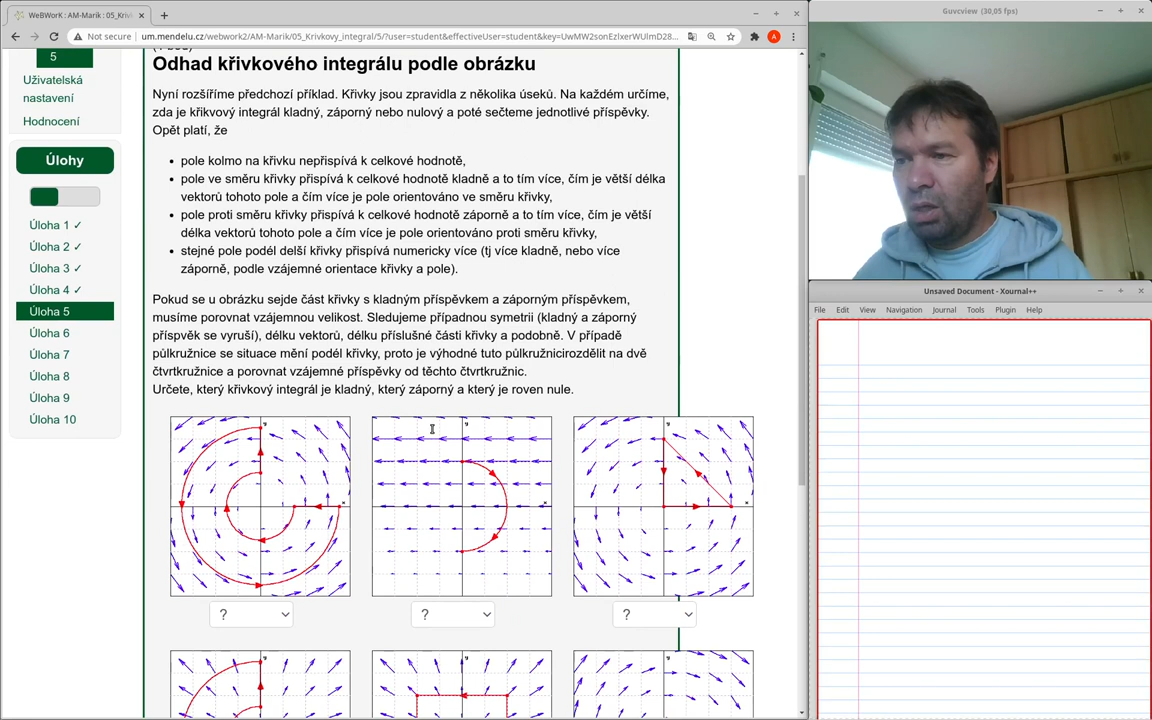 WeBWorK : AM-Marik : 05_Krivk
Guvcview (30,05 fps)
Not secure
um.mendelu.cz/webwork2/AM-Marik/05_Krivkovy_integral/5/?user=student&effectiveUser=student&key=UwMW2sonEzIxerWUImD28...
A
5
Uživatelská
nastavení
Hodnocení
Úlohy
Úloha 1 ✓
Úloha 2 ✓
Úloha 3 ✓
Úloha 4 ✓
Úloha 5
Úloha 6
Úloha 7
Úloha 8
Úloha 9
Úloha 10
Odhad křivkového integrálu podle obrázku
Nyní rozšíříme předchozí příklad. Křivky jsou zpravidla z několika úseků. Na každém určíme,
zda je křikvový integrál kladný, záporný nebo nulový a poté sečteme jednotlivé příspěvky.
Opět platí, že
• pole kolmo na křivku nepřispívá k celkové hodnotě,
• pole ve směru křivky přispívá k celkové hodnotě kladně a to tím více, čím je větší délka
vektorů tohoto pole a čím více je pole orientováno ve směru křivky,
• pole proti směru křivky přispívá k celkové hodnotě záporně a to tím více, čím je větší
délka vektorů tohoto pole a čím více je pole orientováno proti směru křivky,
• stejné pole podél delší křivky přispívá numericky více (tj více kladně, nebo více
záporně, podle vzájemné orientace křivky a pole).
Pokud se u obrázku sejde část křivky s kladným příspěvkem a záporným příspěvkem,
musíme porovnat vzájemnou velikost. Sledujeme případnou symetrii (kladný a záporný
příspvěk se vyruší), délku vektorů, délku příslušné části křivky a podobně. V případě
půlkružnice se situace mění podél křivky, proto je výhodné tuto půlkružnicirozdělit na dvě
čtvrtkružnice a porovnat vzájemné příspěvky od těchto čtvrtkružnic.
Určete, který křivkový integrál je kladný, který záporný a který je roven nule.
y
x
y
x
y
x
?
?
?
y
y
y
Unsaved Document - Xournal++
File Edit View Navigation Journal Tools Plugin Help